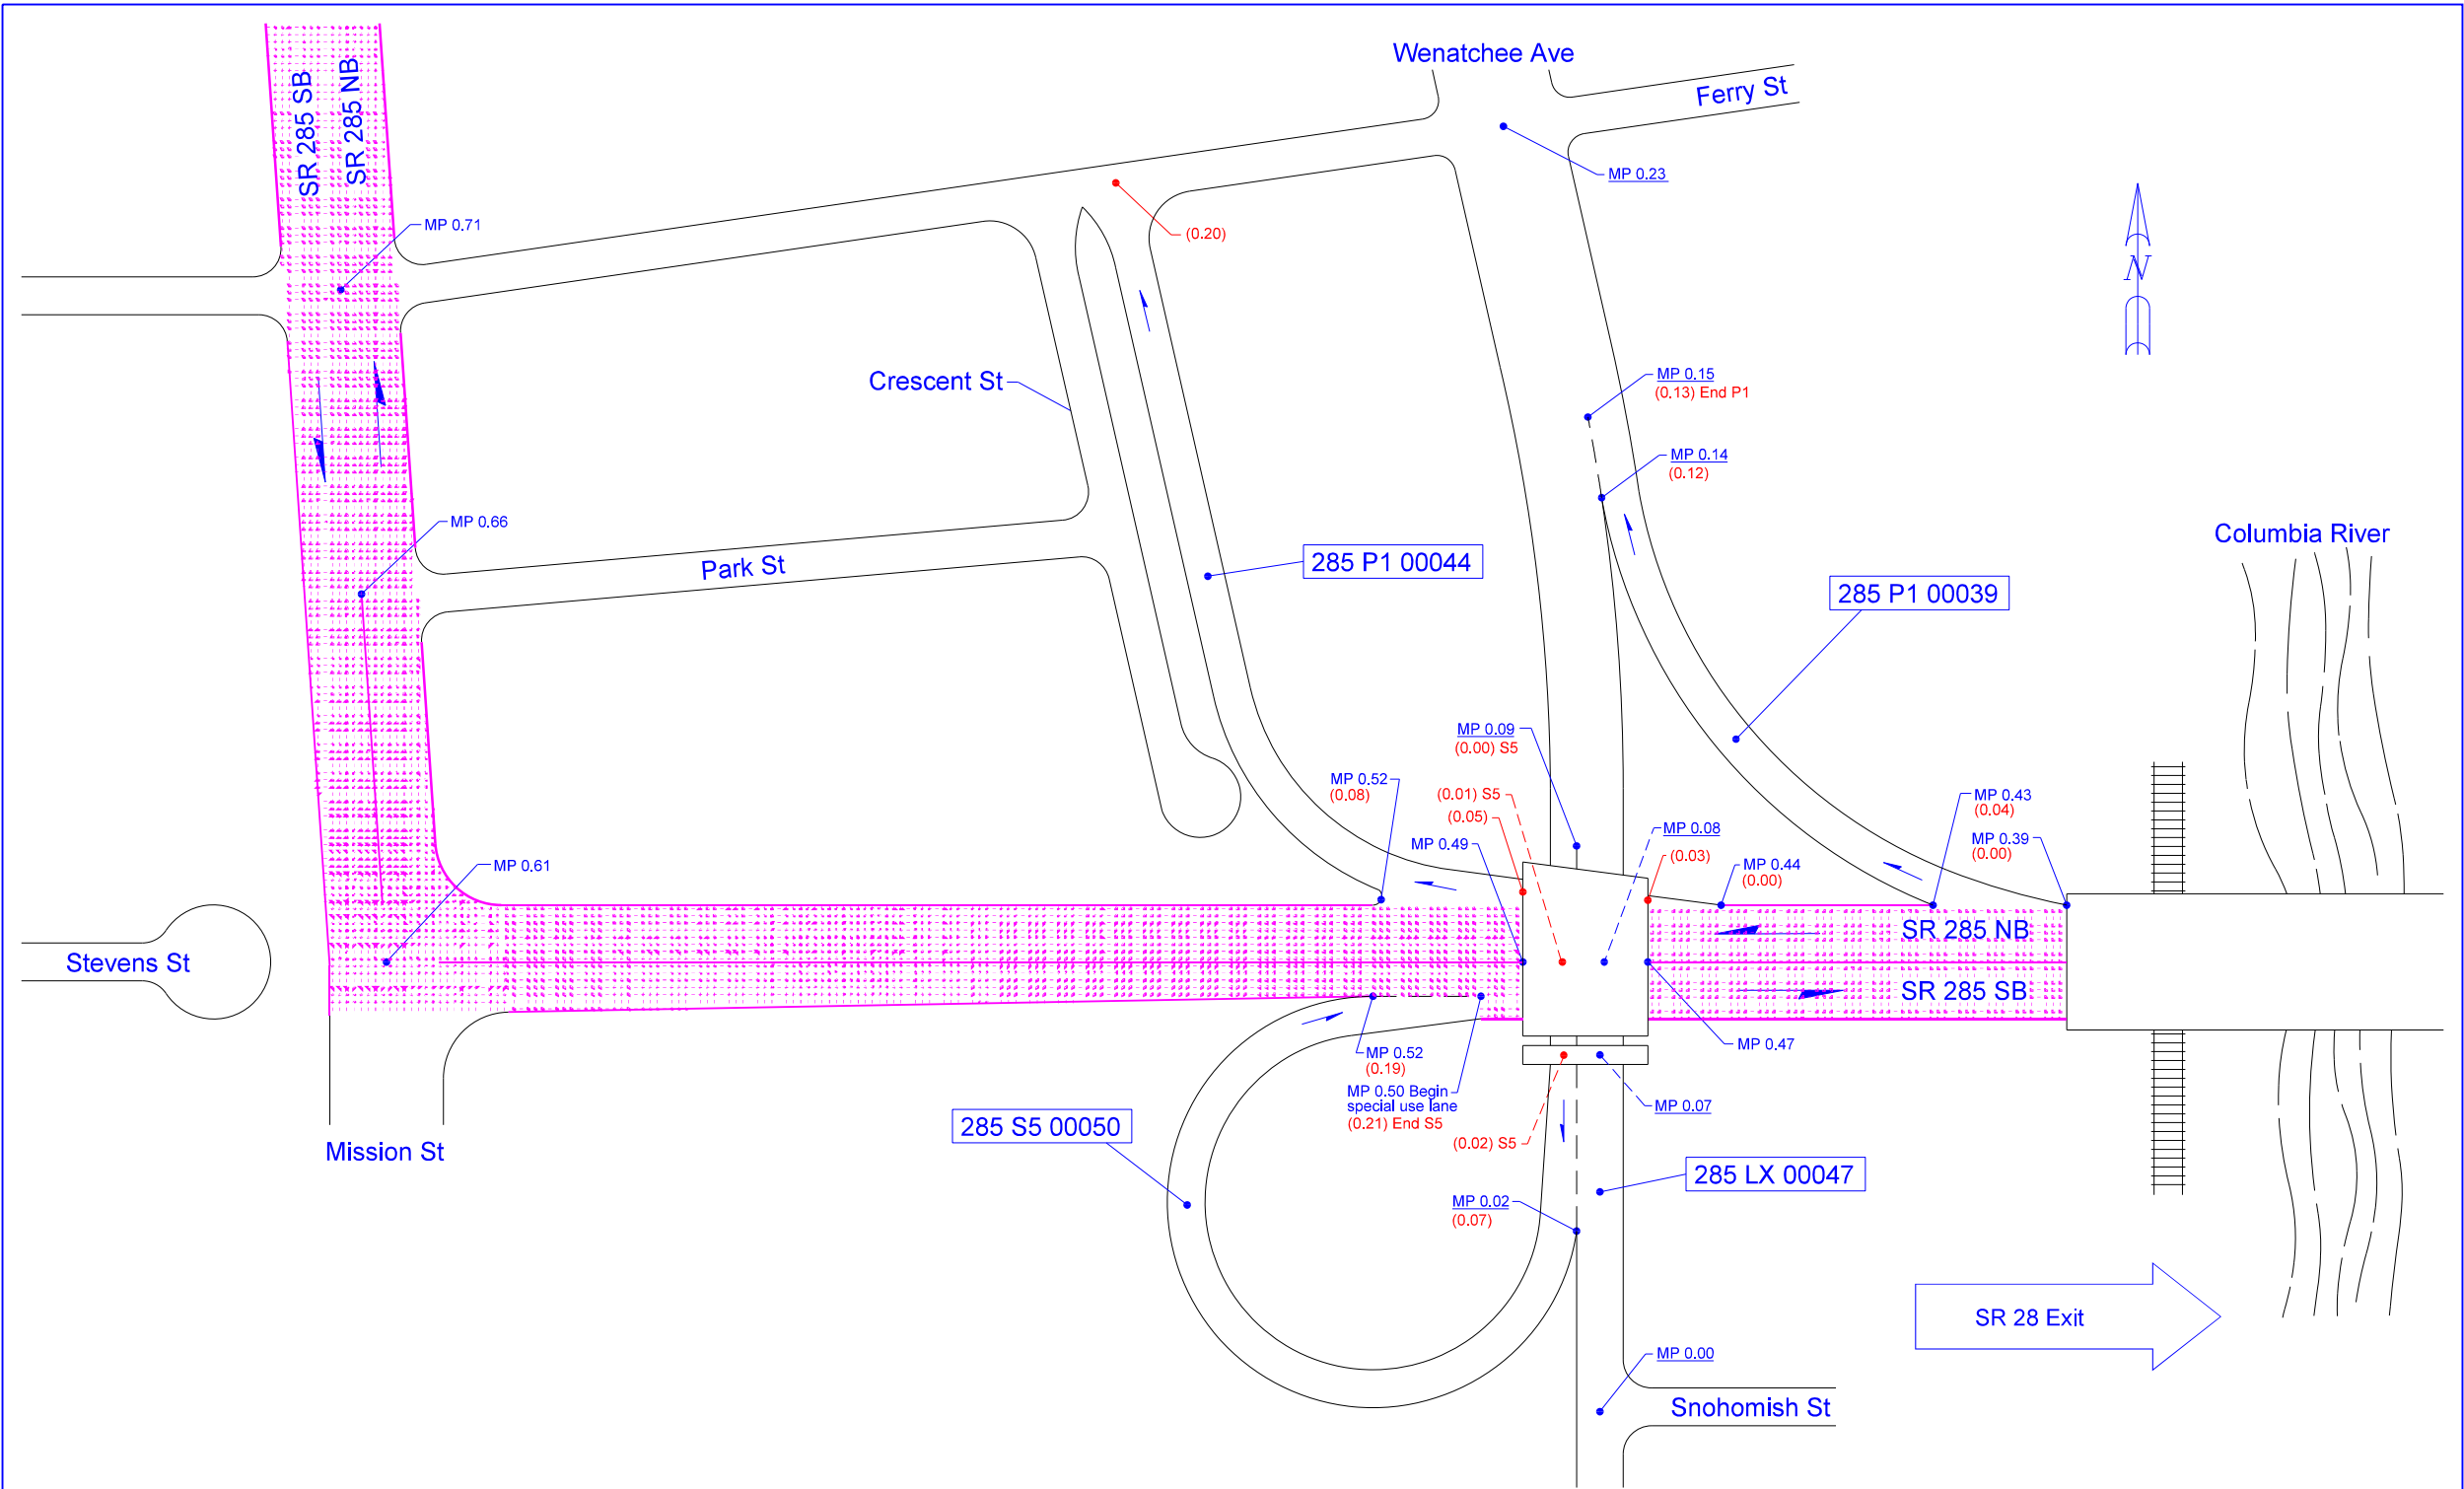 Wenatchee Ave
Ferry St
SR 285 SB
SR 285 NB
MP 0.23
MP 0.71
(0.20)
N
Crescent St
MP 0.15
(0.13) End P1
MP 0.14
(0.12)
MP 0.66
Columbia River
Park St
285 P1 00044
285 P1 00039
MP 0.09
(0.00) S5
MP 0.52
(0.08)
(0.01) S5
(0.05)
MP 0.49
MP 0.08
(0.03)
MP 0.43
(0.04)
MP 0.39
(0.00)
MP 0.44
(0.00)
MP 0.61
SR 285 NB
Stevens St
SR 285 SB
MP 0.47
MP 0.52
(0.19)
MP 0.50 Begin
special use lane
(0.21) End S5
MP 0.07
285 S5 00050
(0.02) S5
Mission St
285 LX 00047
MP 0.02
(0.07)
SR 28 Exit
MP 0.00
Snohomish St